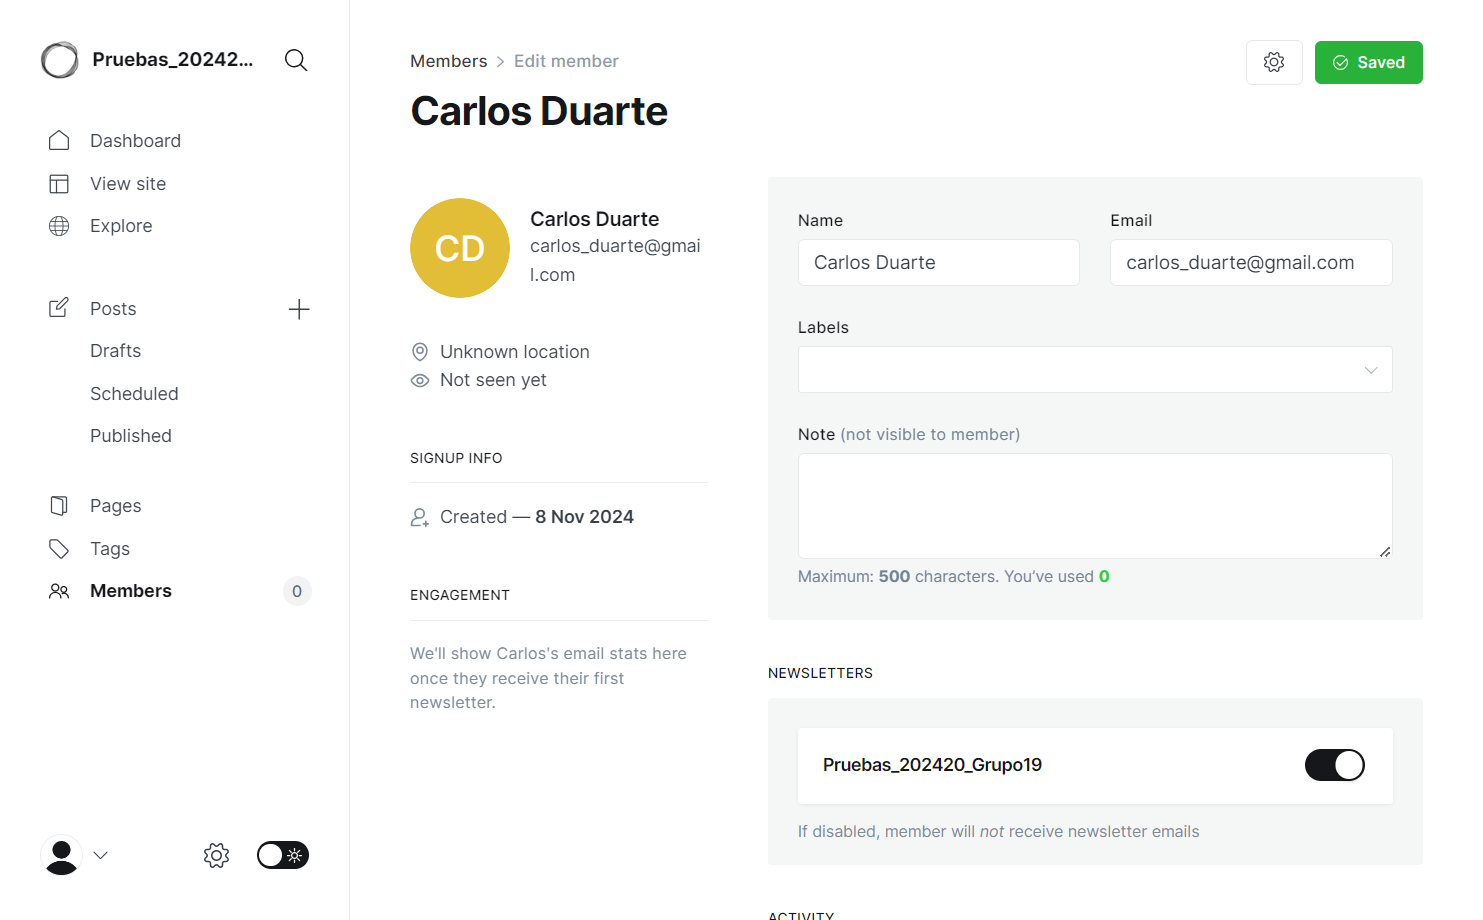 Pruebas_20242...
Dashboard
View site
Explore
Posts
Drafts
Scheduled
Published
Pages
Tags
Members
0
Members > Edit member
Saved
Carlos Duarte
CD
Carlos Duarte
carlos_duarte@gmai
l.com
Unknown location
Not seen yet
SIGNUP INFO
Created — 8 Nov 2024
ENGAGEMENT
We'll show Carlos's email stats here
once they receive their first
newsletter.
Name
Carlos Duarte
Email
carlos_duarte@gmail.com
Labels
Note (not visible to member)
Maximum: 500 characters. You’ve used 0
NEWSLETTERS
Pruebas_202420_Grupo19
If disabled, member will not receive newsletter emails
ACTIVITY